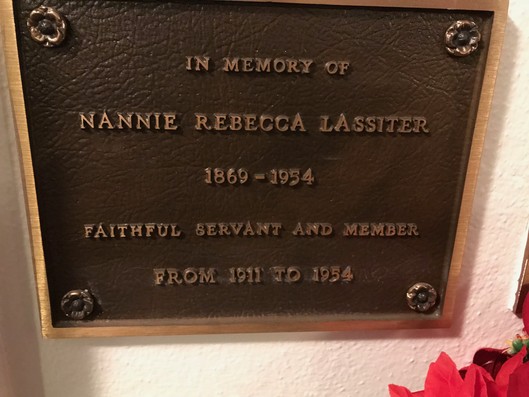 IN MEMORY OF
NANNIE REBECCA LASSITER
1869 - 1954
FAITHFUL SERVANT AND MEMBER
FROM 1911 TO 1954